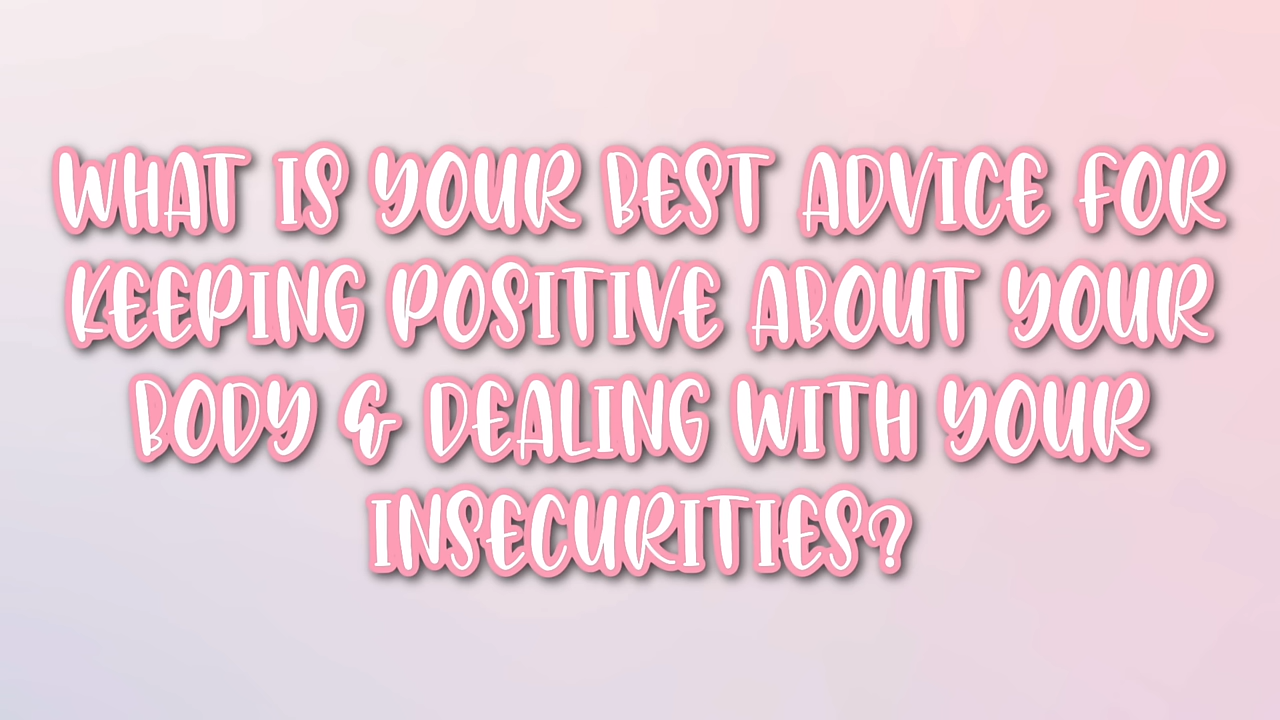 WHAT IS YOUR BEST ADVICE FOR
KEEPING POSITIVE ABOUT YOUR
BODY & DEALING WITH YOUR
INSECURITIES?